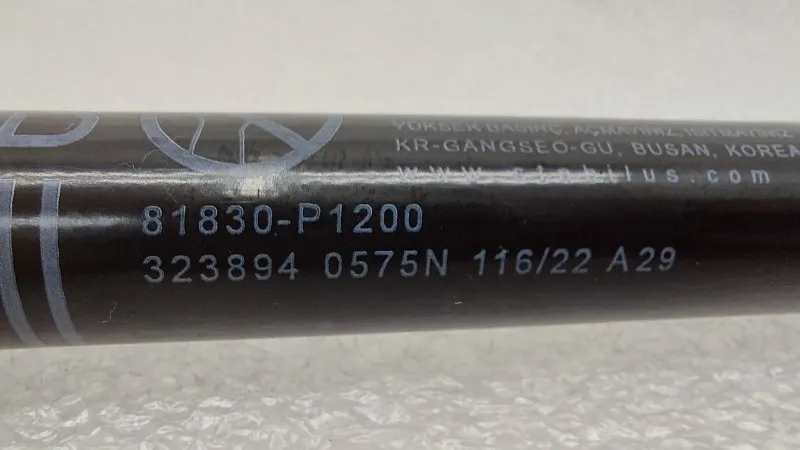 YÜKSEK BASINÇ. AÇMAYINIZ. ISITMAYINIZ
KR-GANGSEO-GU, BUSAN, KOREA
www.stabilus.com
81830-P1200
323894 0575N 116/22 A29